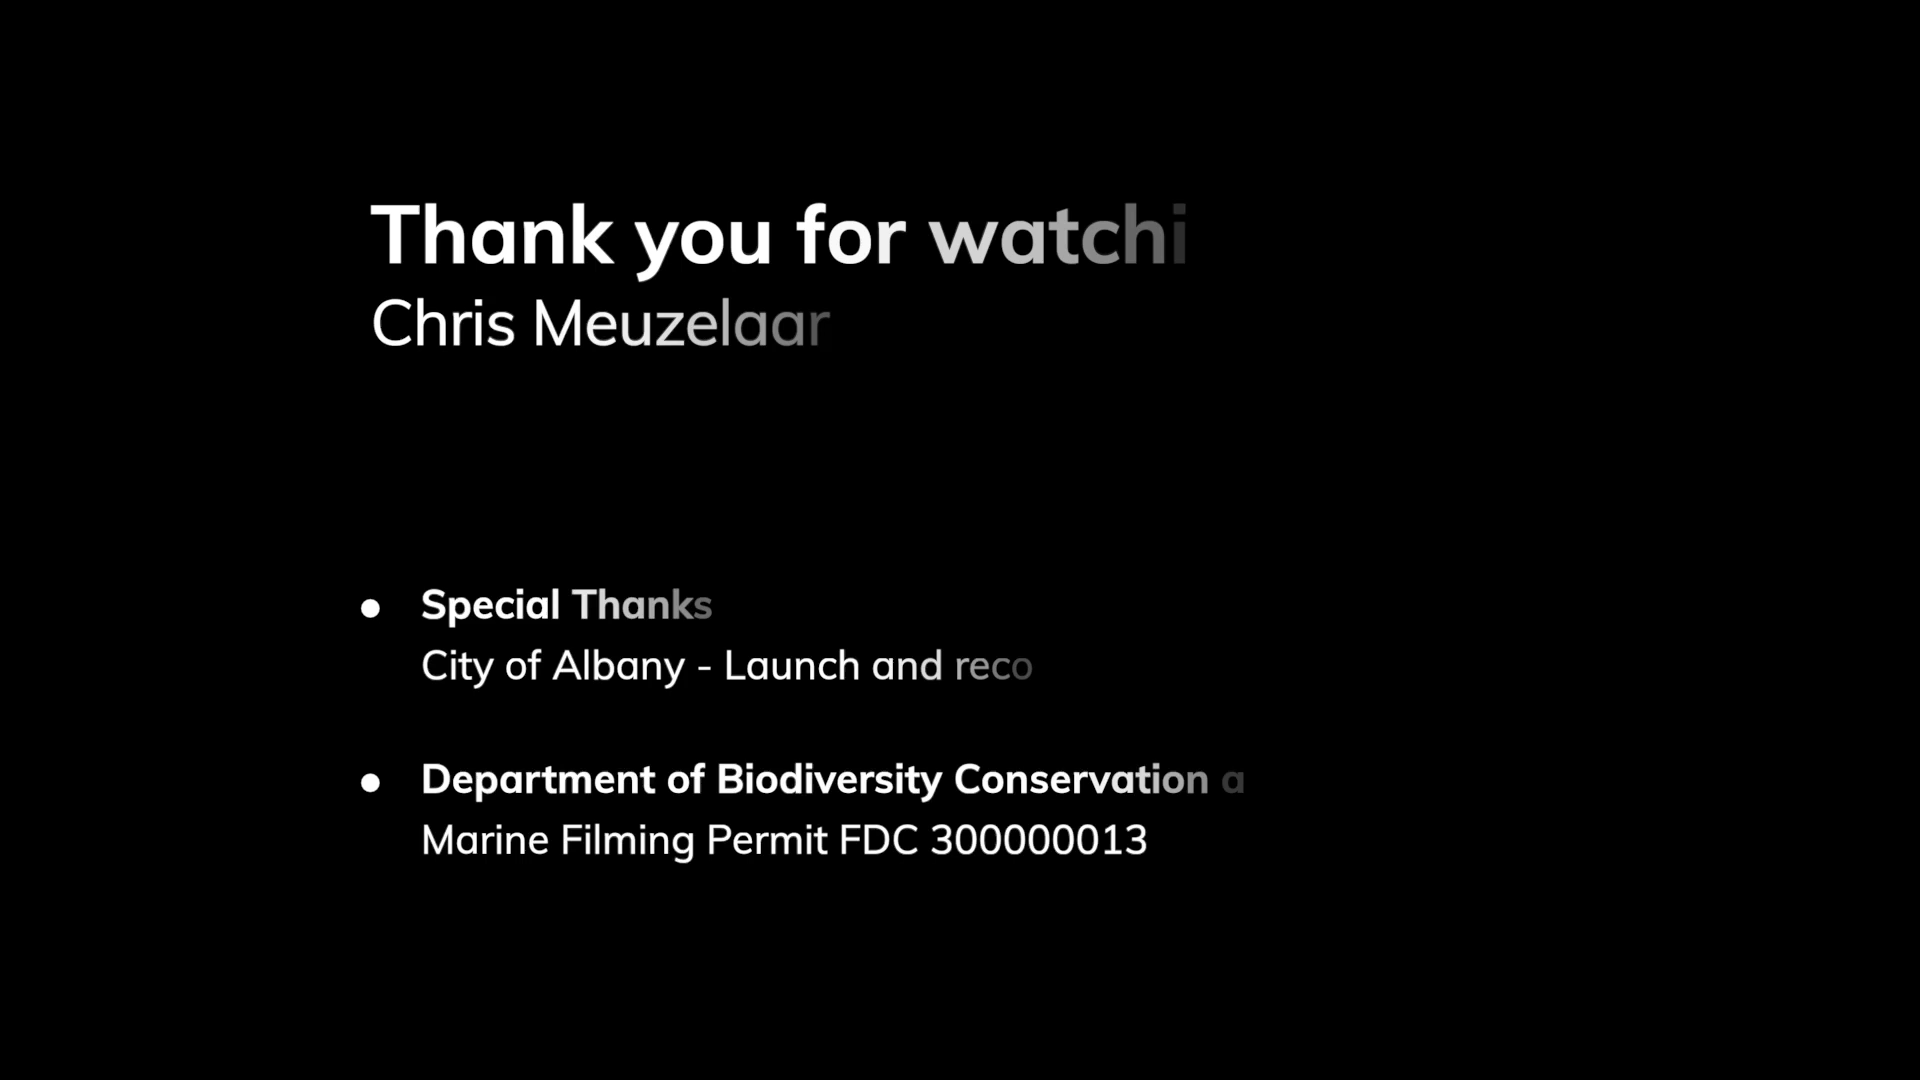 Thank you for watchi
Chris Meuzelaar
● Special Thanks
City of Albany - Launch and reco
● Department of Biodiversity Conservation a
Marine Filming Permit FDC 300000013